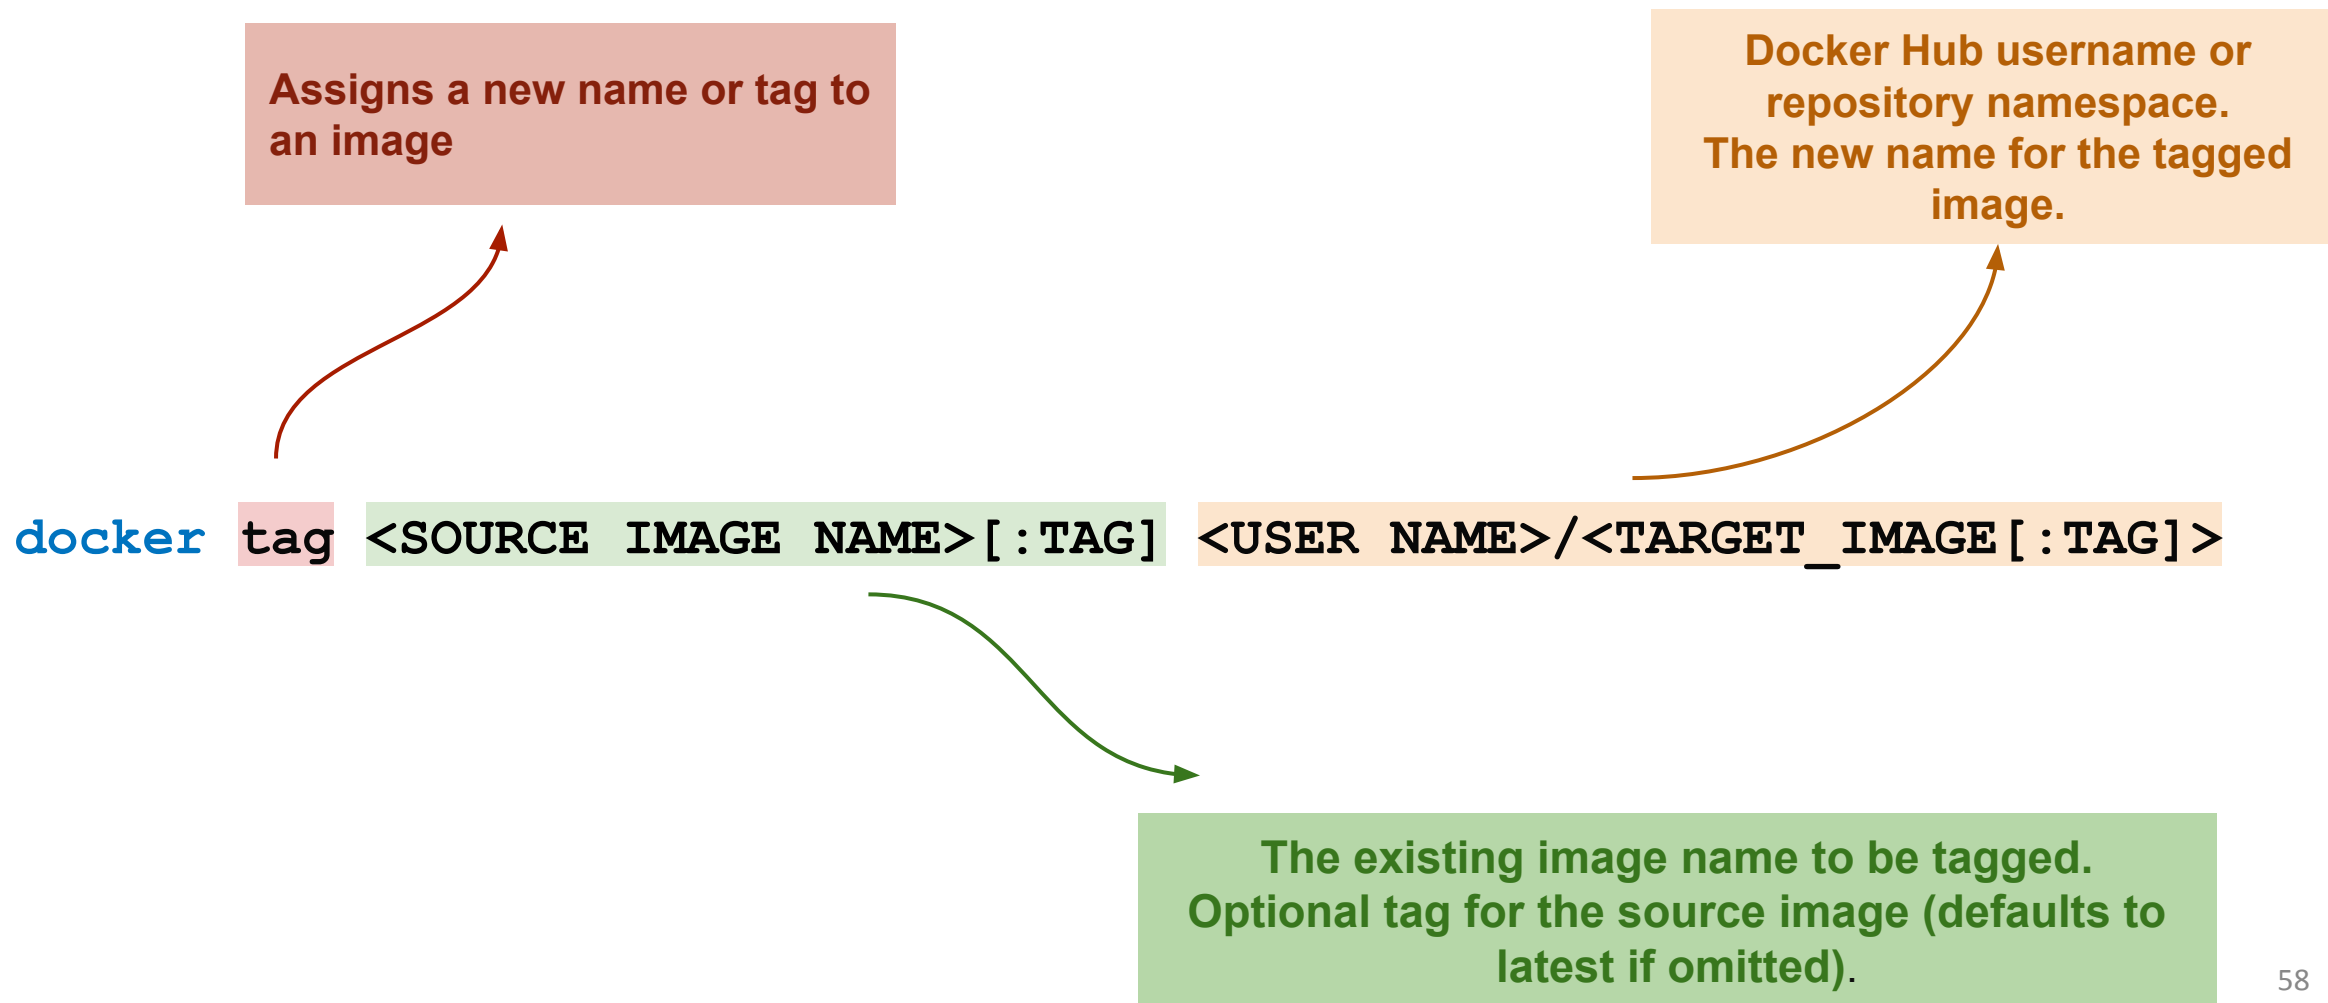 Assigns a new name or tag to
an image
Docker Hub username or
repository namespace.
The new name for the tagged
image.
docker tag <SOURCE IMAGE NAME>[:TAG] <USER NAME>/<TARGET_IMAGE[:TAG]>
The existing image name to be tagged.
Optional tag for the source image (defaults to
latest if omitted).
58